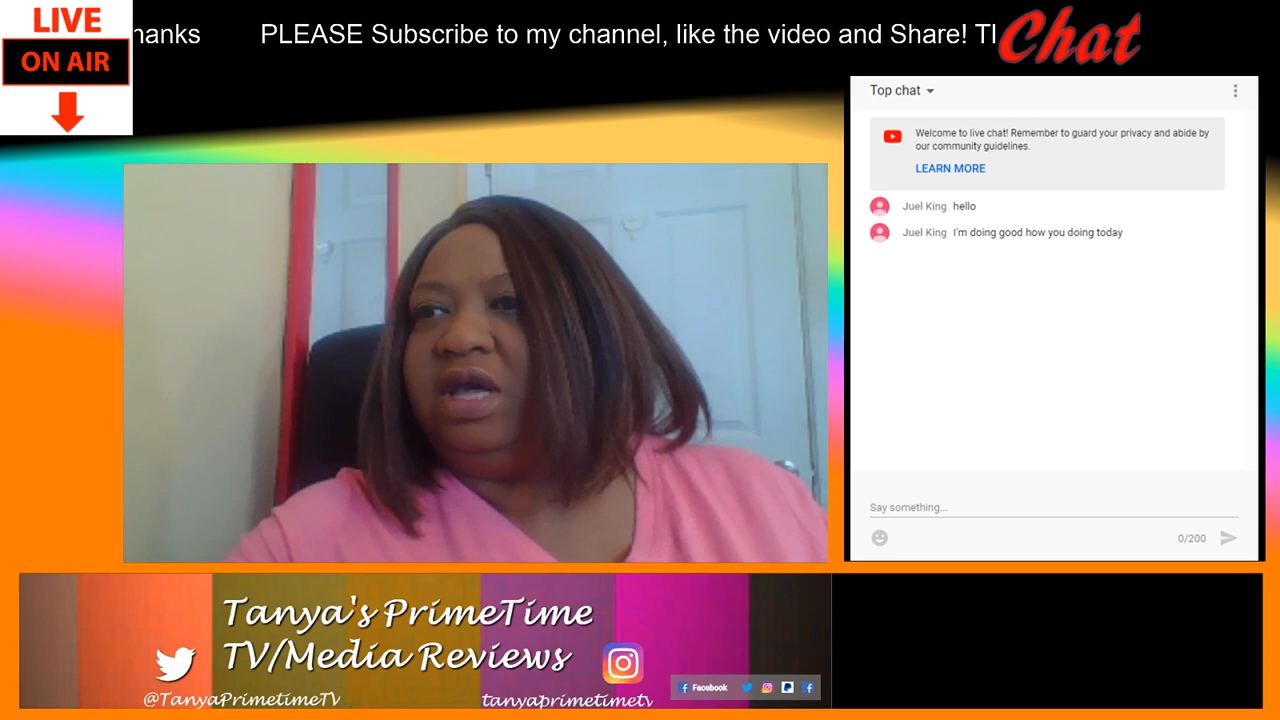 LIVE
ON AIR
hanks PLEASE Subscribe to my channel, like the video and Share! Tl
Chat
Top chat
Welcome to live chat! Remember to guard your privacy and abide by
our community guidelines.
LEARN MORE
Juel King hello
Juel King I'm doing good how you doing today
Say something...
0/200
Tanya's PrimeTime
TV/Media Reviews
@TanyaPrimetimeTV
tanyaprimetimetv
Facebook